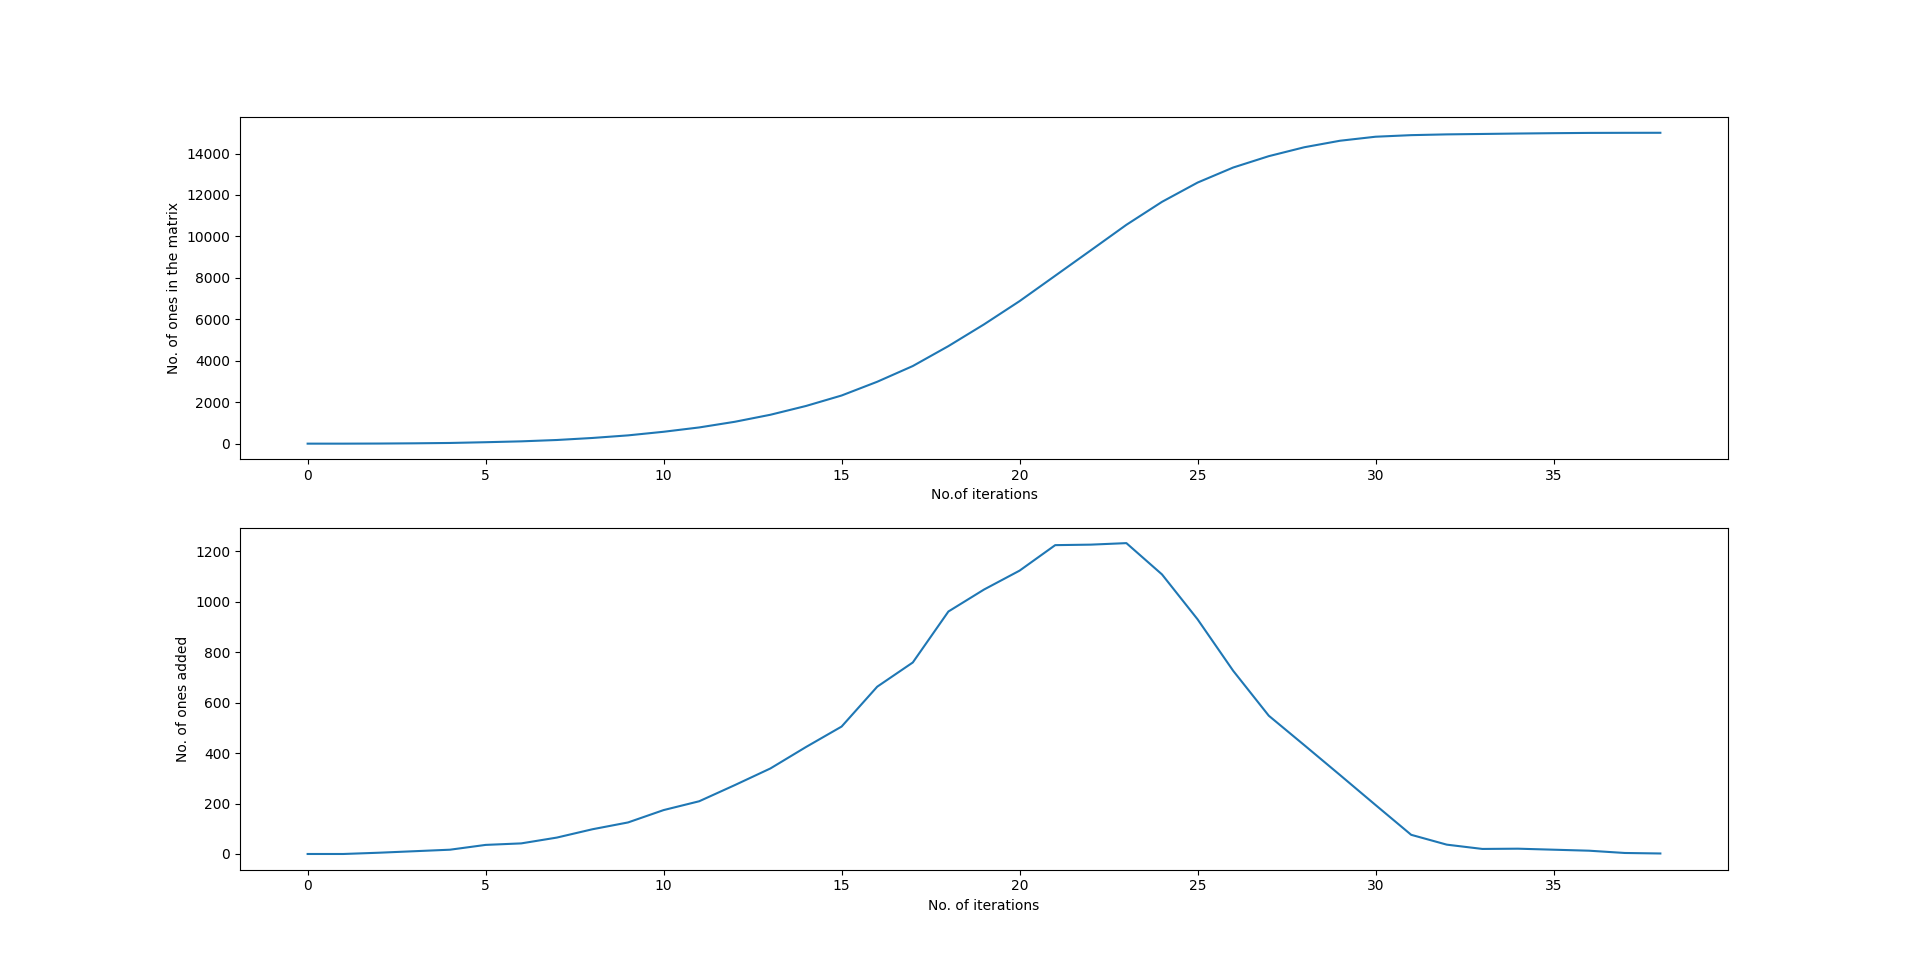 14000
12000
10000
8000
6000
4000
2000
0
No. of ones in the matrix
0 5 10 15 20 25 30 35
No.of iterations
1200
1000
800
600
400
200
0
No. of ones added
0 5 10 15 20 25 30 35
No. of iterations